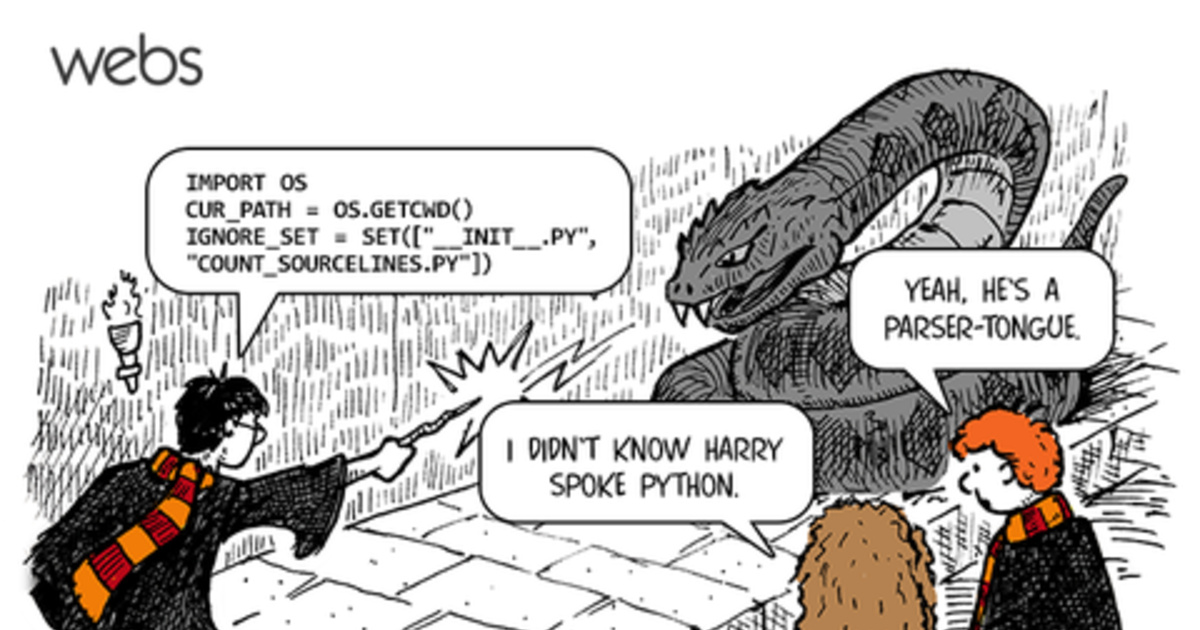 webs
IMPORT OS
CUR_PATH = OS.GETCWD()
IGNORE_SET = SET(["__INIT__.PY",
"COUNT_SOURCELINES.PY"])
YEAH, HE'S A
PARSER-TONGUE.
I DIDN'T KNOW HARRY
SPOKE PYTHON.